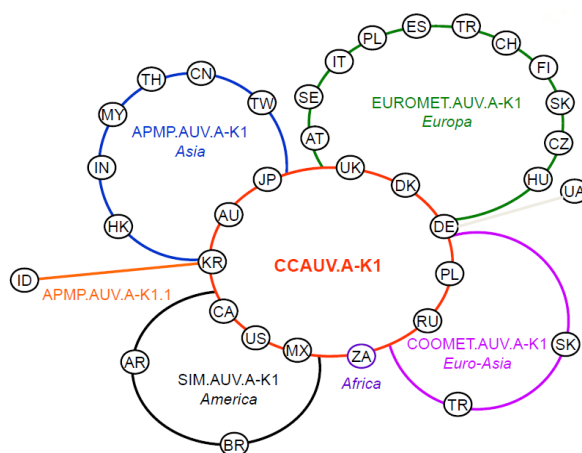 PL
ES
TR
CH
IT
FI
SE
SK
AT
CZ
HU
EUROMET.AUV.A-K1
Europa
TH
CN
TW
MY
IN
HK
APMP.AUV.A-K1
Asia
JP
UK
DK
UA
DE
AU
KR
CCAUV.A-K1
PL
ID
APMP.AUV.A-K1.1
CA
US
MX
ZA
RU
Africa
AR
SIM.AUV.A-K1
America
BR
COOMET.AUV.A-K1
Euro-Asia
SK
TR